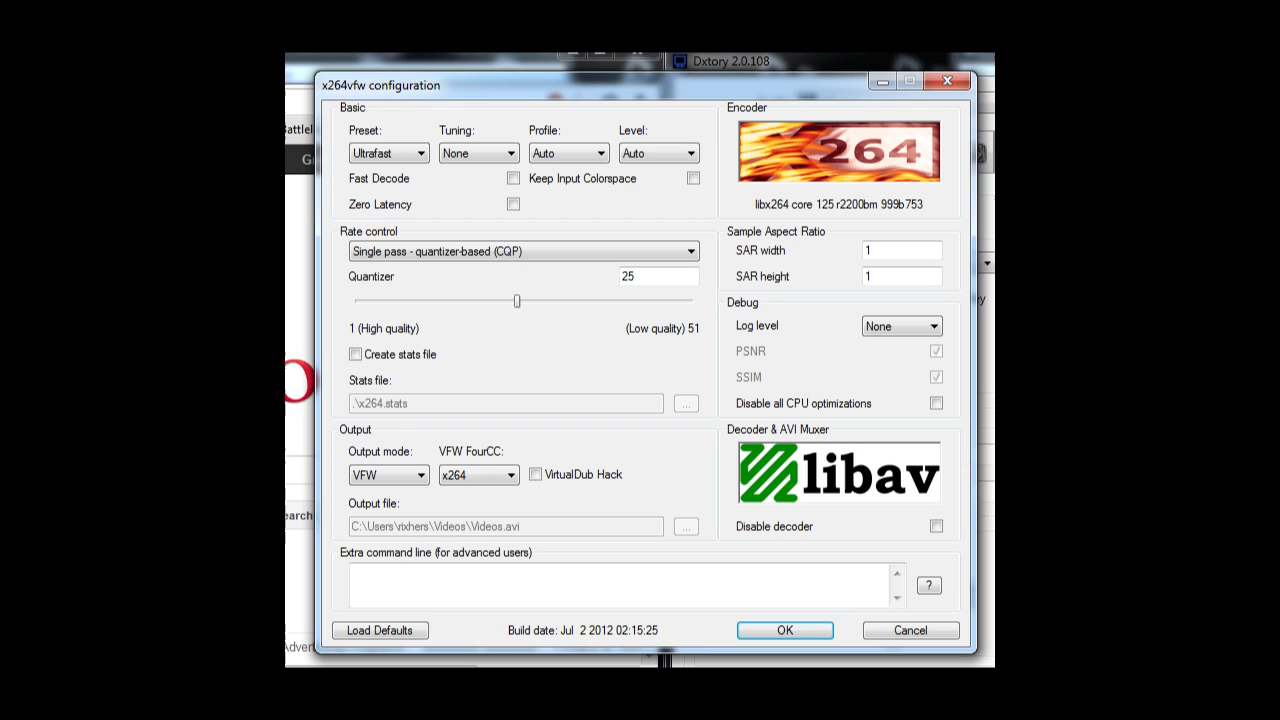 Dxtory 2.0.108
x264vfw configuration
Basic
Preset: Tuning: Profile: Level:
Ultrafast None Auto Auto
Fast Decode Keep Input Colorspace
Zero Latency
Rate control
Single pass - quantizer-based (CQP)
Quantizer 25
1 (High quality) (Low quality) 51
Create stats file
Stats file:
.\x264.stats ...
Output
Output mode: VFW FourCC:
VFW x264 VirtualDub Hack
Output file:
C:\Users\rixhers\Videos\Videos.avi ...
Extra command line (for advanced users)
?
Load Defaults Build date: Jul 2 2012 02:15:25 OK Cancel
Encoder
264
libx264 core 125 r2200bm 999b753
Sample Aspect Ratio
SAR width 1
SAR height 1
Debug
Log level None
PSNR
SSIM
Disable all CPU optimizations
Decoder & AVI Muxer
libav
Disable decoder